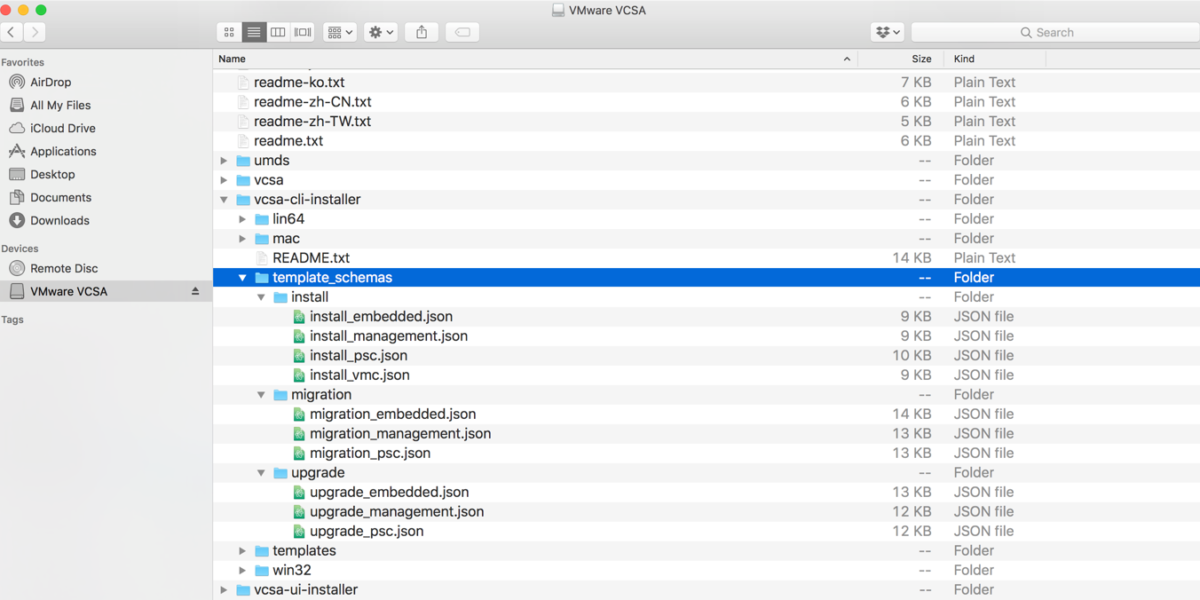 VMware VCSA
Search
Favorites
AirDrop
All My Files
iCloud Drive
Applications
Desktop
Documents
Downloads
Devices
Remote Disc
VMware VCSA
Tags
Name Size Kind
readme-ko.txt 7 KB Plain Text
readme-zh-CN.txt 6 KB Plain Text
readme-zh-TW.txt 5 KB Plain Text
readme.txt 6 KB Plain Text
umds -- Folder
vcsa -- Folder
vcsa-cli-installer -- Folder
lin64 -- Folder
mac -- Folder
README.txt 14 KB Plain Text
template_schemas -- Folder
install -- Folder
install_embedded.json 9 KB JSON file
install_management.json 9 KB JSON file
install_psc.json 10 KB JSON file
install_vmc.json 9 KB JSON file
migration -- Folder
migration_embedded.json 14 KB JSON file
migration_management.json 13 KB JSON file
migration_psc.json 13 KB JSON file
upgrade -- Folder
upgrade_embedded.json 13 KB JSON file
upgrade_management.json 12 KB JSON file
upgrade_psc.json 12 KB JSON file
templates -- Folder
win32 -- Folder
vcsa-ui-installer -- Folder